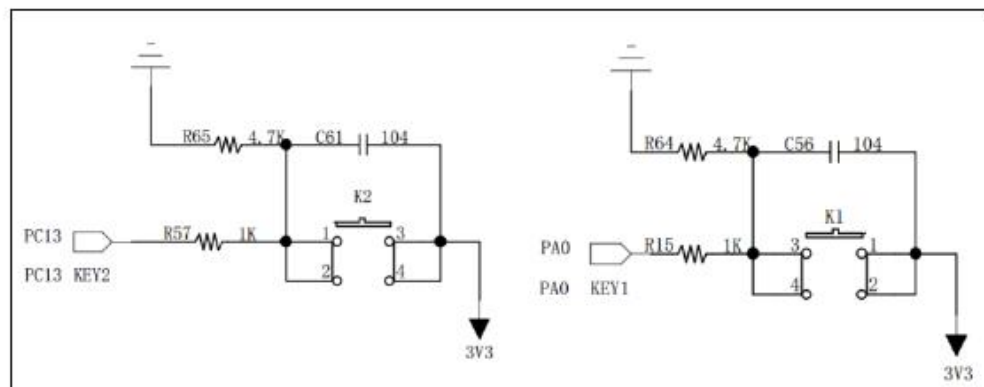 R65 4.7K C61 104
K2
PC13 R57 1K 1 3
PC13 KEY2 2 4
3V3
R64 4.7K C56 104
K1
PA0 R15 1K 3 1
PA0 KEY1 4 2
3V3